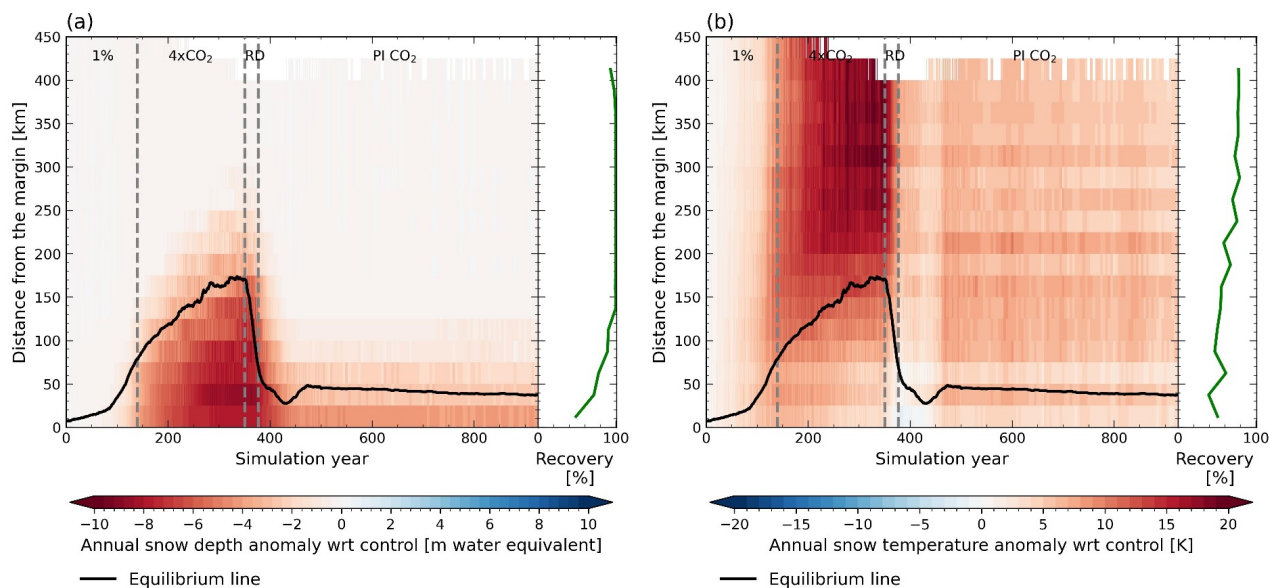 (a)
1% 4xCO₂ RD PI CO₂
450
400
350
300
250
200
150
100
50
0
Distance from the margin [km]
0 200 400 600 800 0 100
Simulation year
Recovery
[%]
−10 −8 −6 −4 −2 0 2 4 6 8 10
Annual snow depth anomaly wrt control [m water equivalent]
Equilibrium line
(b)
1% 4xCO₂ RD PI CO₂
450
400
350
300
250
200
150
100
50
0
Distance from the margin [km]
0 200 400 600 800 0 100
Simulation year
Recovery
[%]
−20 −15 −10 −5 0 5 10 15 20
Annual snow temperature anomaly wrt control [K]
Equilibrium line